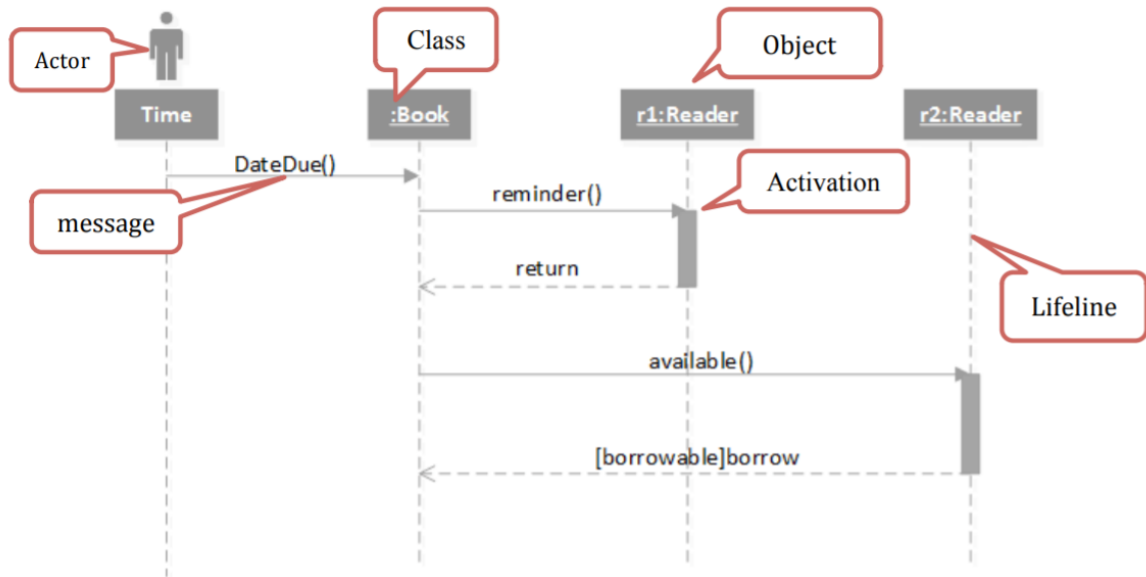 Actor
Class
Object
Time
:Book
r1:Reader
r2:Reader
DateDue()
message
reminder()
Activation
return
Lifeline
available()
[borrowable]borrow